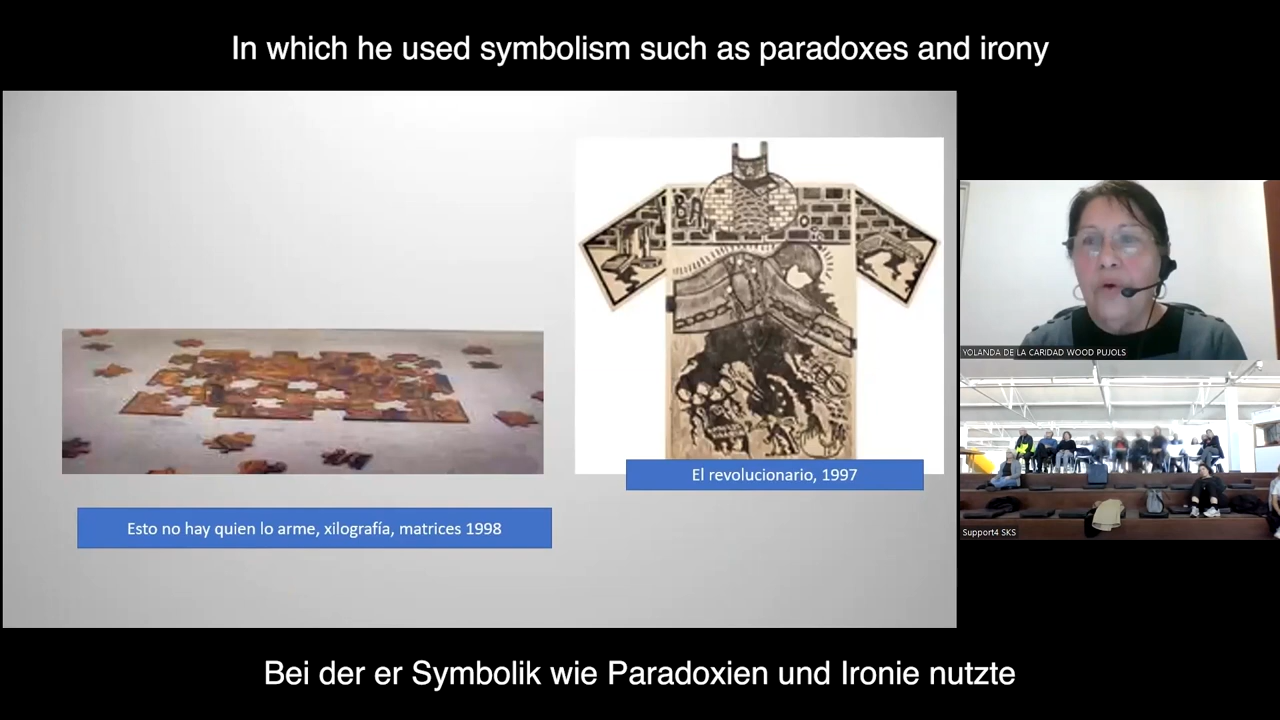 In which he used symbolism such as paradoxes and irony
BA
El revolucionario, 1997
Esto no hay quien lo arme, xilografía, matrices 1998
YOLANDA DE LA CARIDAD WOOD PUJOLS
Support4 SKS
Bei der er Symbolik wie Paradoxien und Ironie nutzte